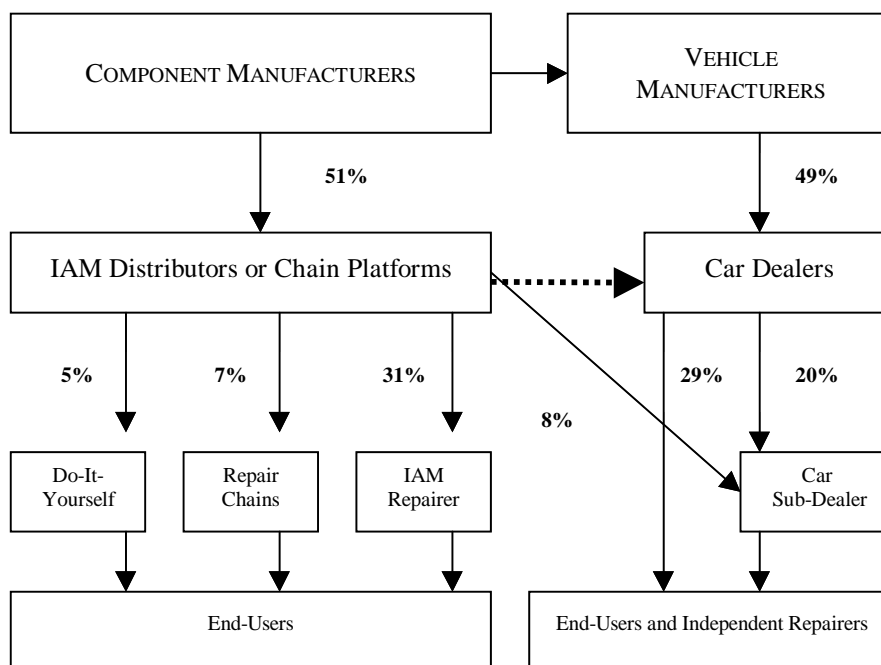 COMPONENT MANUFACTURERS
VEHICLE
MANUFACTURERS
51%
49%
IAM Distributors or Chain Platforms
Car Dealers
5%
7%
31%
8%
29%
20%
Do-It-
Yourself
Repair
Chains
IAM
Repairer
Car
Sub-Dealer
End-Users
End-Users and Independent Repairers